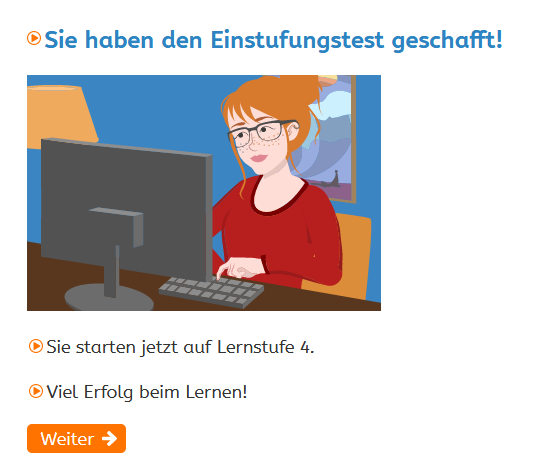 Sie haben den Einstufungstest geschafft!
Sie starten jetzt auf Lernstufe 4.
Viel Erfolg beim Lernen!
Weiter